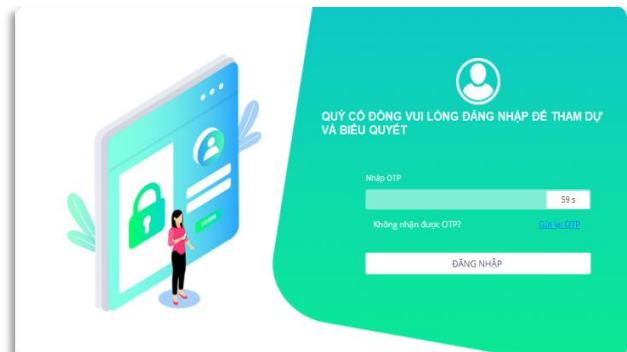 QUÝ CỔ ĐÔNG VUI LÒNG ĐĂNG NHẬP ĐỂ THAM DỰ
VÀ BIỂU QUYẾT
Nhập OTP
59 s
Không nhận được OTP?
Gửi lại OTP
ĐĂNG NHẬP
LOGIN